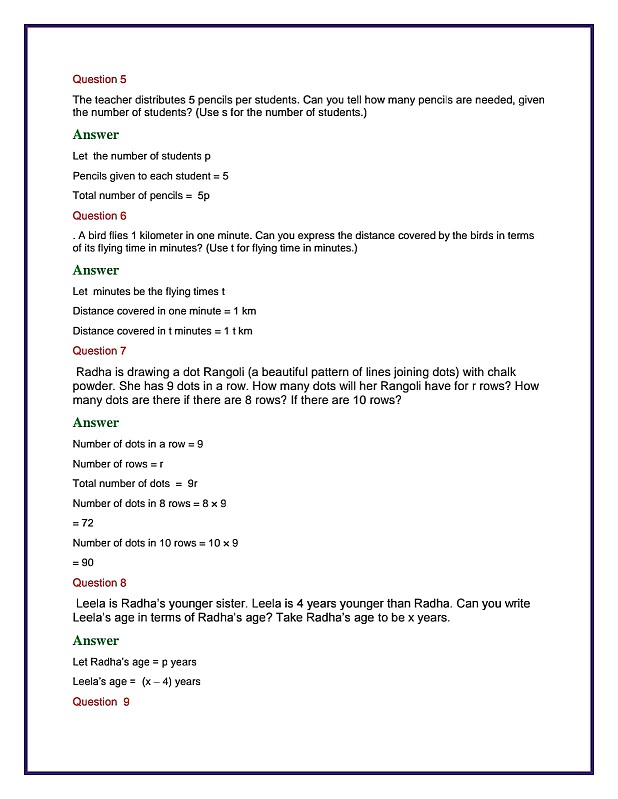 Question 5
The teacher distributes 5 pencils per students. Can you tell how many pencils are needed, given
the number of students? (Use s for the number of students.)
Answer
Let the number of students p
Pencils given to each student = 5
Total number of pencils = 5p
Question 6
. A bird flies 1 kilometer in one minute. Can you express the distance covered by the birds in terms
of its flying time in minutes? (Use t for flying time in minutes.)
Answer
Let minutes be the flying times t
Distance covered in one minute = 1 km
Distance covered in t minutes = 1 t km
Question 7
Radha is drawing a dot Rangoli (a beautiful pattern of lines joining dots) with chalk
powder. She has 9 dots in a row. How many dots will her Rangoli have for r rows? How
many dots are there if there are 8 rows? If there are 10 rows?
Answer
Number of dots in a row = 9
Number of rows = r
Total number of dots = 9r
Number of dots in 8 rows = 8 × 9
= 72
Number of dots in 10 rows = 10 × 9
= 90
Question 8
Leela is Radha's younger sister. Leela is 4 years younger than Radha. Can you write
Leela's age in terms of Radha's age? Take Radha's age to be x years.
Answer
Let Radha's age = p years
Leela's age = (x – 4) years
Question 9